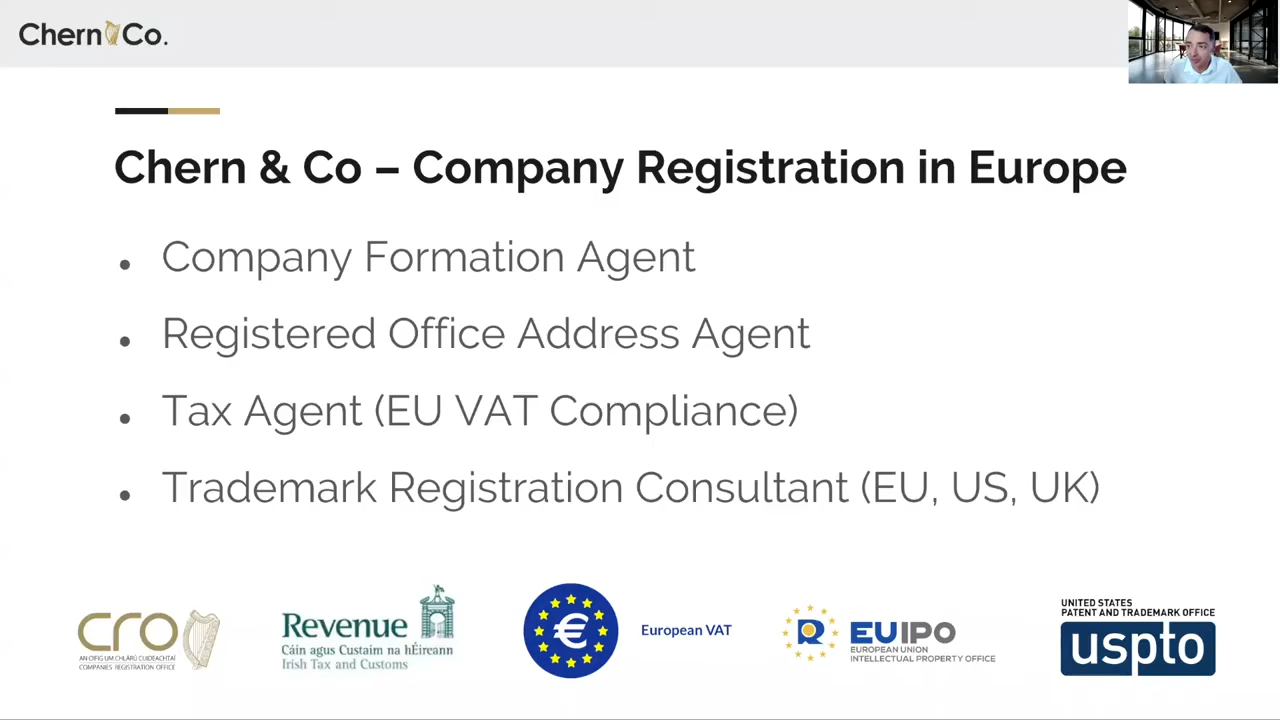 Chern Co.
Chern & Co – Company Registration in Europe
• Company Formation Agent
• Registered Office Address Agent
• Tax Agent (EU VAT Compliance)
• Trademark Registration Consultant (EU, US, UK)
cro
AN OIFIG UM CHLÁRÚ CUIDEACHTAÍ
COMPANIES REGISTRATION OFFICE
Revenue
Cáin agus Custaim na hÉireann
Irish Tax and Customs
€
European VAT
EUIPO
EUROPEAN UNION
INTELLECTUAL PROPERTY OFFICE
UNITED STATES
PATENT AND TRADEMARK OFFICE
uspto